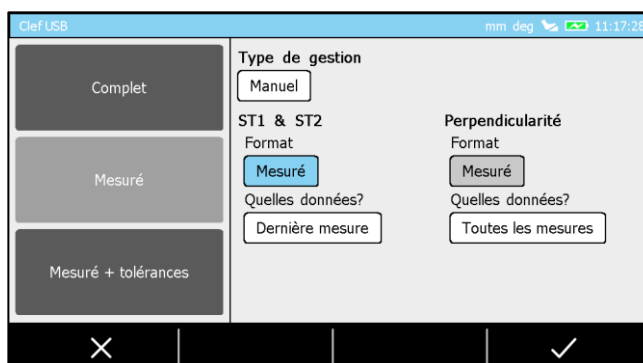 Clef USB
mm deg 11:17:28
Complet
Mesuré
Mesuré + tolérances
Type de gestion
Manuel
ST1 & ST2
Format
Mesuré
Quelles données?
Dernière mesure
Perpendicularité
Format
Mesuré
Quelles données?
Toutes les mesures